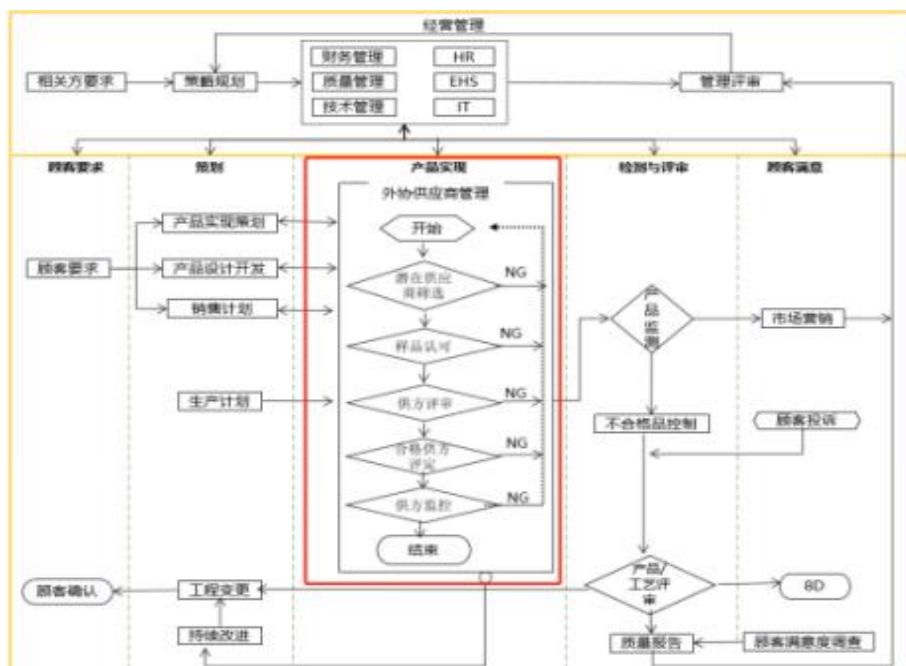 经营管理
财务管理
HR
相关方要求
策略规划
质量管理
EHS
管理评审
技术管理
IT
顾客要求
策划
产品实现
检测与评审
顾客满意
外协供应商管理
开始
产品实现策划
顾客要求
产品设计开发
潜在供应
商筛选
NG
销售计划
产
品
监
测
市场营销
样品认可
NG
生产计划
供方评审
NG
不合格品控制
顾客投诉
合格供方
评定
NG
供方监控
NG
结束
顾客确认
工程变更
产品/
工艺评
审
8D
持续改进
质量报告
顾客满意度调查